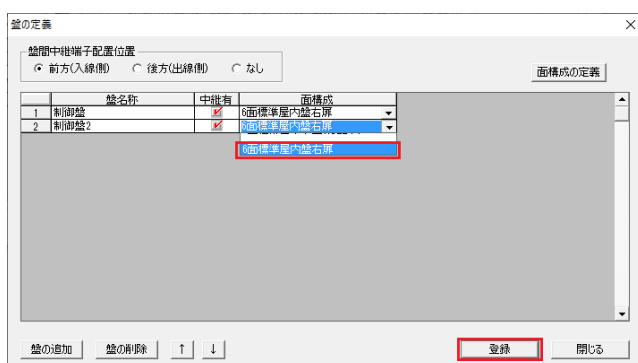 盤の定義
盤間中継端子配置位置
前方(入線側) 後方(出線側) なし
面構成の定義
盤名称 中継有 面構成
1 制御盤 6面標準屋内盤右扉
2 制御盤2 6面標準屋内盤右扉
6面標準屋内盤右扉
盤の追加 盤の削除 ↑ ↓ 登録 閉じる